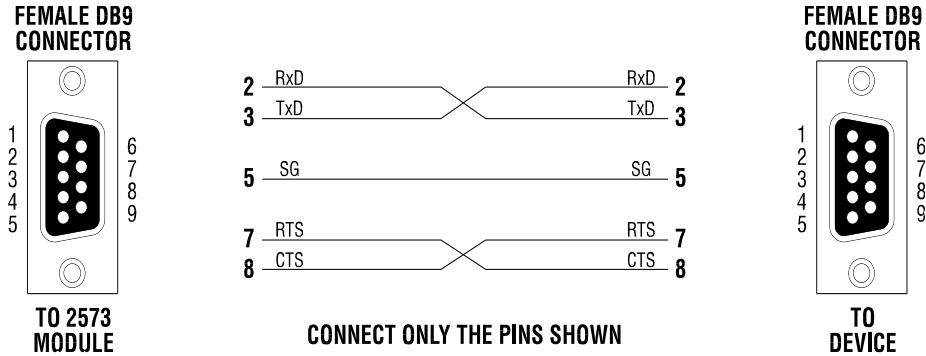 FEMALE DB9
CONNECTOR
FEMALE DB9
CONNECTOR
2 RxD RxD 2
3 TxD TxD 3
5 SG SG 5
7 RTS RTS 7
8 CTS CTS 8
1
2
3
4
5
6
7
8
9
1
2
3
4
5
6
7
8
9
TO 2573
MODULE
CONNECT ONLY THE PINS SHOWN
TO
DEVICE